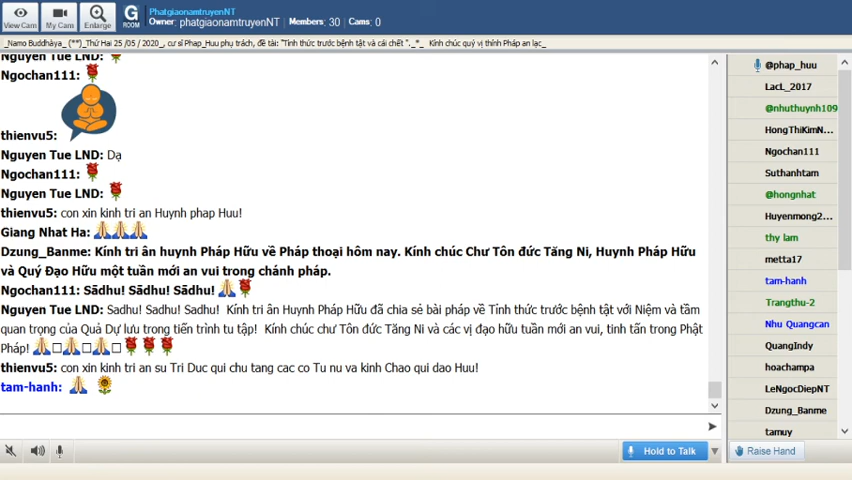 View Cam
My Cam
Enlarge
G
ROOM
PhatgiaonamtruyenNT
Owner: phatgiaonamtruyenNT Members: 30 Cams: 0
_Namo Buddhàya_ (**)_Thứ Hai 25 /05 / 2020_, cư sĩ Phap_Huu phụ trách, đề tài: "Tỉnh thức trước bệnh tật và cái chết "._*_ Kính chúc quý vị thính Pháp an lạc_
Nguyen Tue LND:
Ngochan111:
thienvu5:
Nguyen Tue LND: Dạ
Ngochan111:
Nguyen Tue LND:
thienvu5: con xin kinh tri an Huynh phap Huu!
Giang Nhat Ha:
Dzung_Banme: Kính tri ân huynh Pháp Hữu về Pháp thoại hôm nay. Kính chúc Chư Tôn đức Tăng Ni, Huynh Pháp Hữu
và Quý Đạo Hữu một tuần mới an vui trong chánh pháp.
Ngochan111: Sādhu! Sādhu! Sādhu!
Nguyen Tue LND: Sadhu! Sadhu! Sadhu! Kính tri ân Huynh Pháp Hữu đã chia sẻ bài pháp về Tỉnh thức trước bệnh tật với Niệm và tầm
quan trọng của Quả Dự lưu trong tiến trình tu tập! Kính chúc chư Tôn đức Tăng Ni và các vị đạo hữu tuần mới an vui, tinh tấn trong Phật
Pháp!
thienvu5: con xin kinh tri an su Tri Duc qui chu tang cac co Tu nu va kinh Chao qui dao Huu!
tam-hanh:
Hold to Talk
@phap_huu
LacL_2017
@nhuthuynh109
HongThiKimN...
Ngochan111
Suthanhtam
@hongnhat
Huyenmong2...
thy lam
metta17
tam-hanh
Trangthu-2
Nhu Quangcan
QuangIndy
hoachampa
LeNgocDiepNT
Dzung_Banme
tamuy
Raise Hand